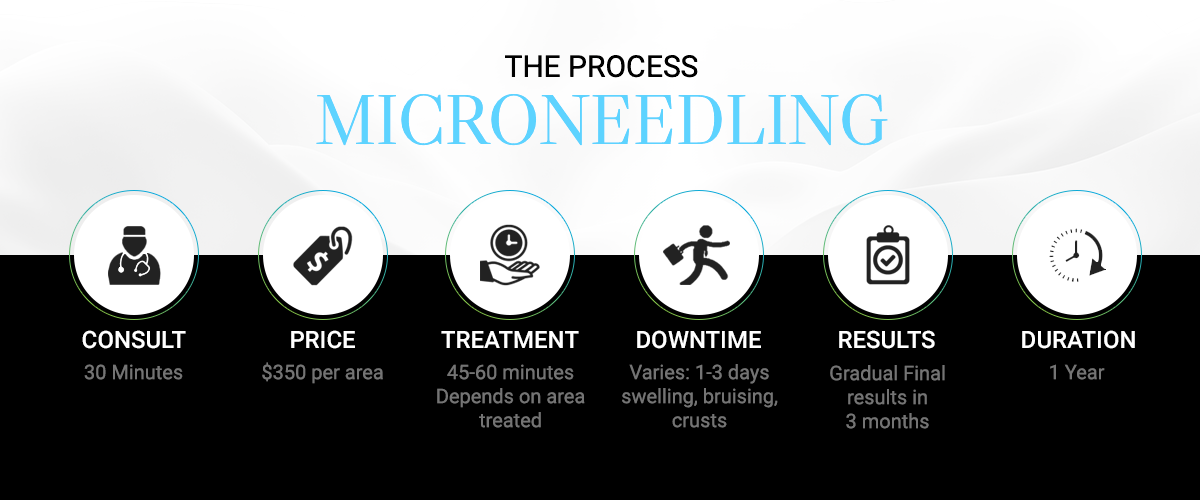 THE PROCESS
MICRONEEDLING
CONSULT
30 Minutes
PRICE
$350 per area
TREATMENT
45-60 minutes
Depends on area
treated
DOWNTIME
Varies: 1-3 days
swelling, bruising,
crusts
RESULTS
Gradual Final
results in
3 months
DURATION
1 Year